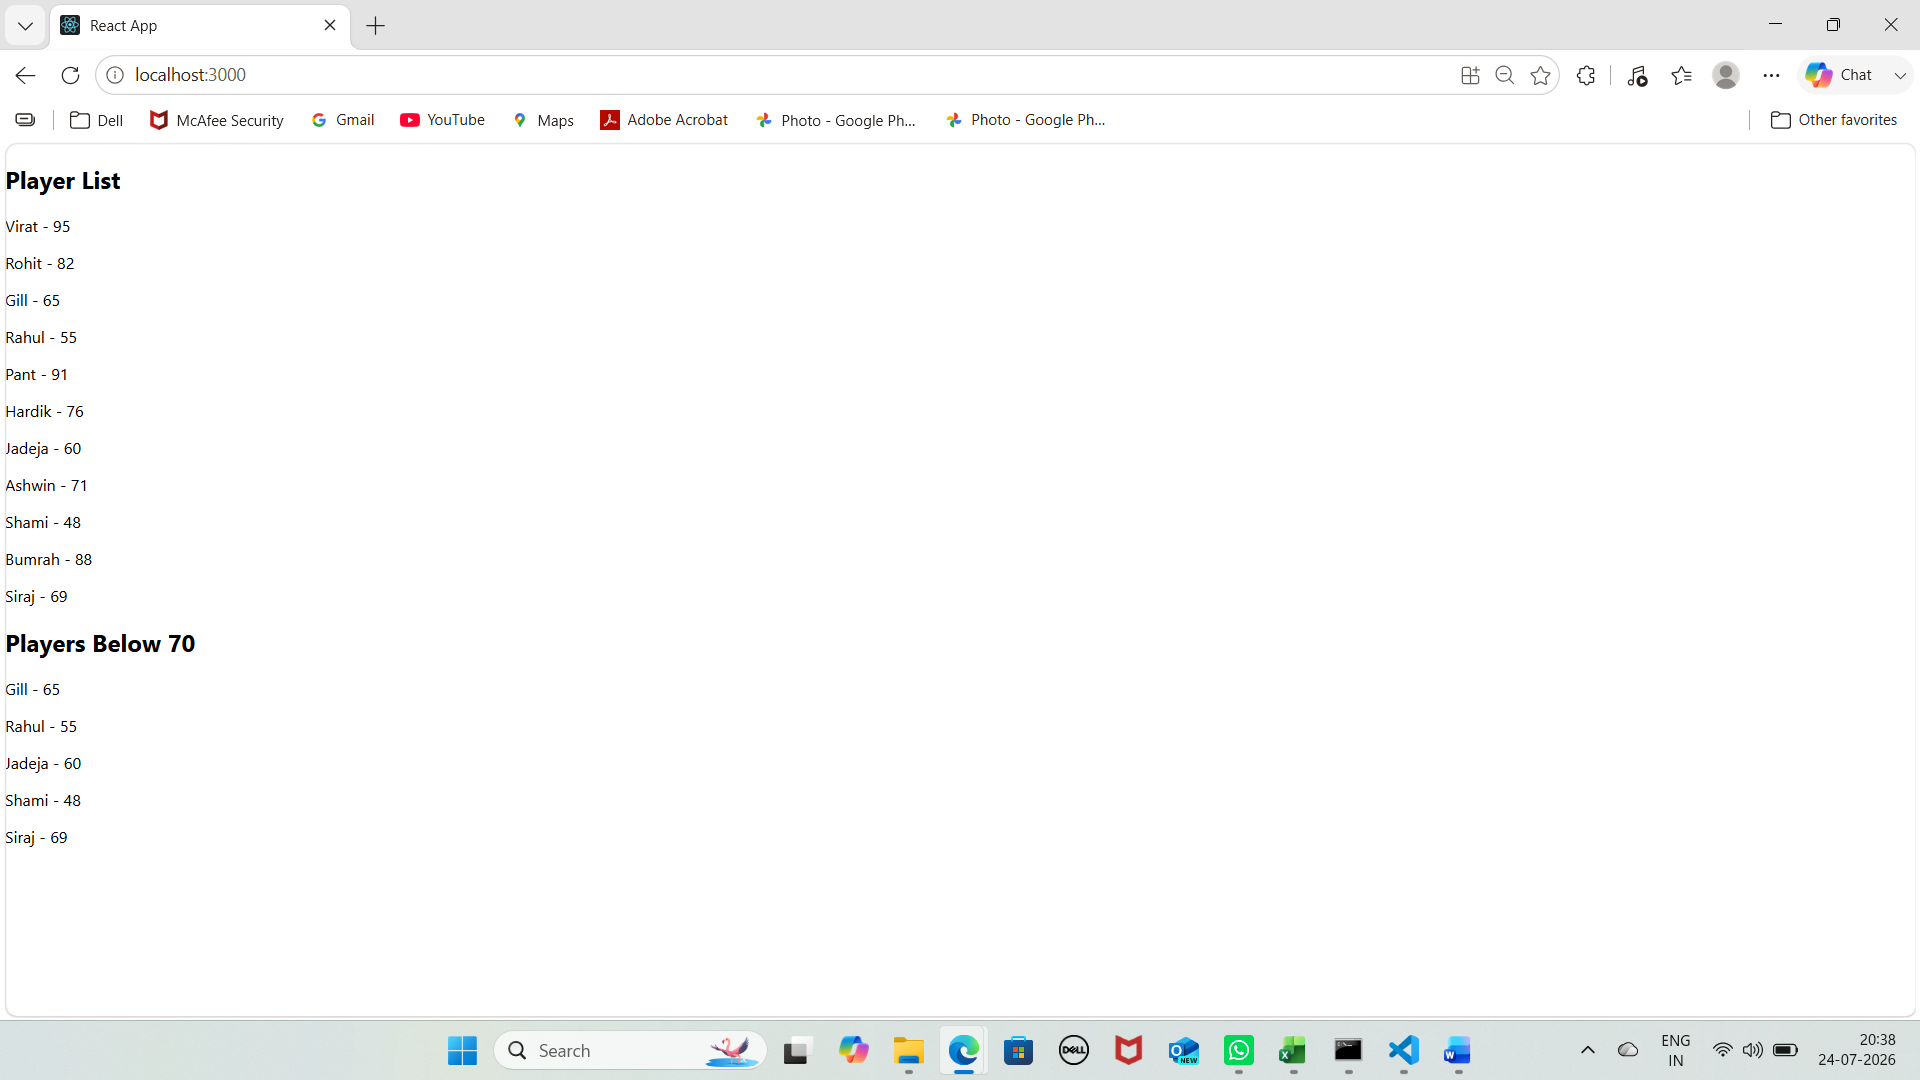 React App
localhost:3000
Chat
Dell
McAfee Security
Gmail
YouTube
Maps
Adobe Acrobat
Photo - Google Ph...
Photo - Google Ph...
Other favorites
Player List
Virat - 95
Rohit - 82
Gill - 65
Rahul - 55
Pant - 91
Hardik - 76
Jadeja - 60
Ashwin - 71
Shami - 48
Bumrah - 88
Siraj - 69
Players Below 70
Gill - 65
Rahul - 55
Jadeja - 60
Shami - 48
Siraj - 69
Search
DELL
NEW
ENG
IN
20:38
24-07-2026